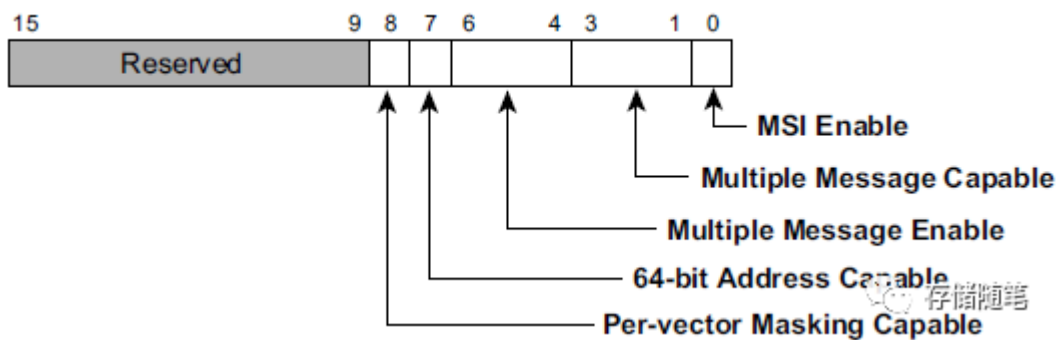 15 9 8 7 6 4 3 1 0
Reserved
MSI Enable
Multiple Message Capable
Multiple Message Enable
64-bit Address Capable
存储随笔
Per-vector Masking Capable